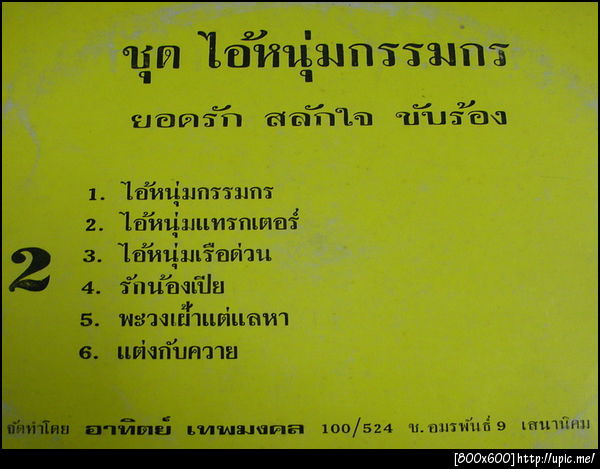 ชุด ไอ้หนุ่มกรรมกร
ยอดรัก สลักใจ ขับร้อง
1. ไอ้หนุ่มกรรมกร
2. ไอ้หนุ่มแทรกเตอร์
3. ไอ้หนุ่มเรือด่วน
4. รักน้องเปีย
5. พะวงเฝ้าแต่แลหา
6. แต่งกับควาย
2
จัดทำโดย อาทิตย์ เทพมงคล 100/524 ซ.อมรพันธ์ 9 เสนานิคม
[800x600] http://upic.me/